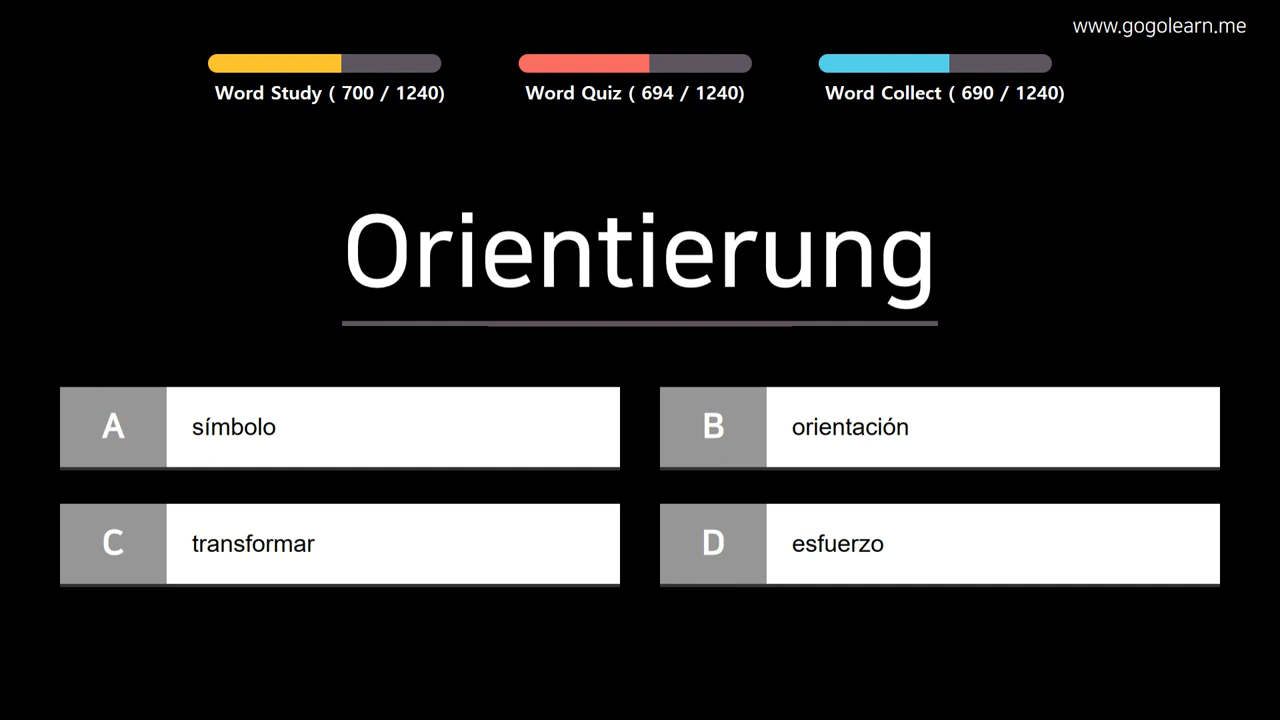 www.gogolearn.me
Word Study ( 700 / 1240)
Word Quiz ( 694 / 1240)
Word Collect ( 690 / 1240)
Orientierung
A símbolo
B orientación
C transformar
D esfuerzo